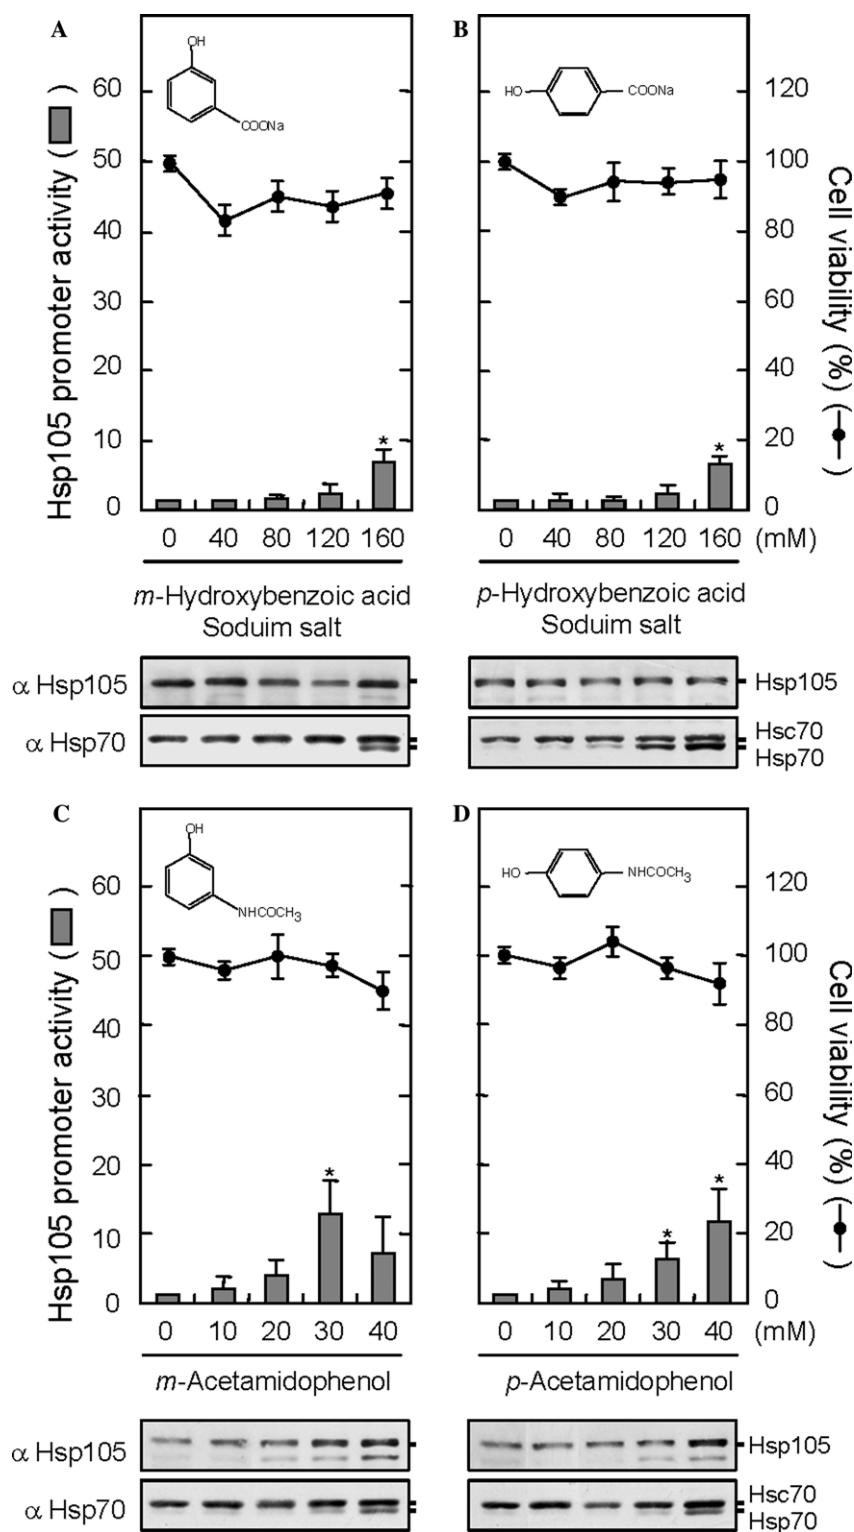 A
B
OH
COONa
HO
COONa
Hsp105 promoter activity ( )
60
50
40
30
20
10
0
120
100
80
60
40
20
0
Cell viability (%) ( )
*
*
0 40 80 120 160
0 40 80 120 160 (mM)
m-Hydroxybenzoic acid
Soduim salt
p-Hydroxybenzoic acid
Soduim salt
α Hsp105
Hsp105
α Hsp70
Hsc70
Hsp70
C
D
OH
NHCOCH3
HO
NHCOCH3
Hsp105 promoter activity ( )
60
50
40
30
20
10
0
120
100
80
60
40
20
0
Cell viability (%) ( )
*
*
*
0 10 20 30 40
0 10 20 30 40 (mM)
m-Acetamidophenol
p-Acetamidophenol
α Hsp105
Hsp105
α Hsp70
Hsc70
Hsp70